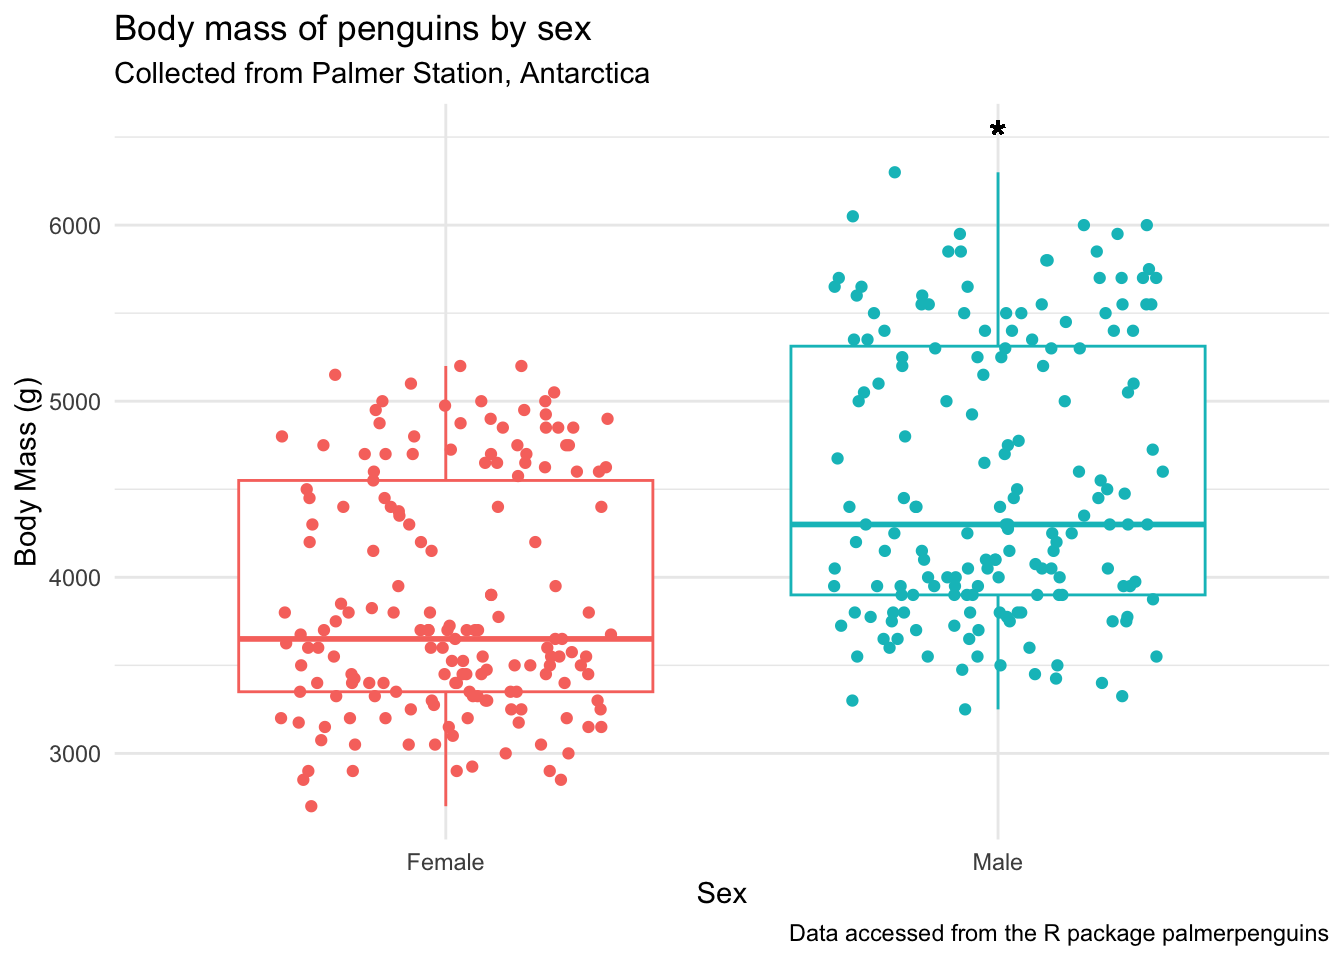 Body mass of penguins by sex
Collected from Palmer Station, Antarctica
*
6000
5000
4000
3000
Body Mass (g)
Female
Male
Sex
Data accessed from the R package palmerpenguins